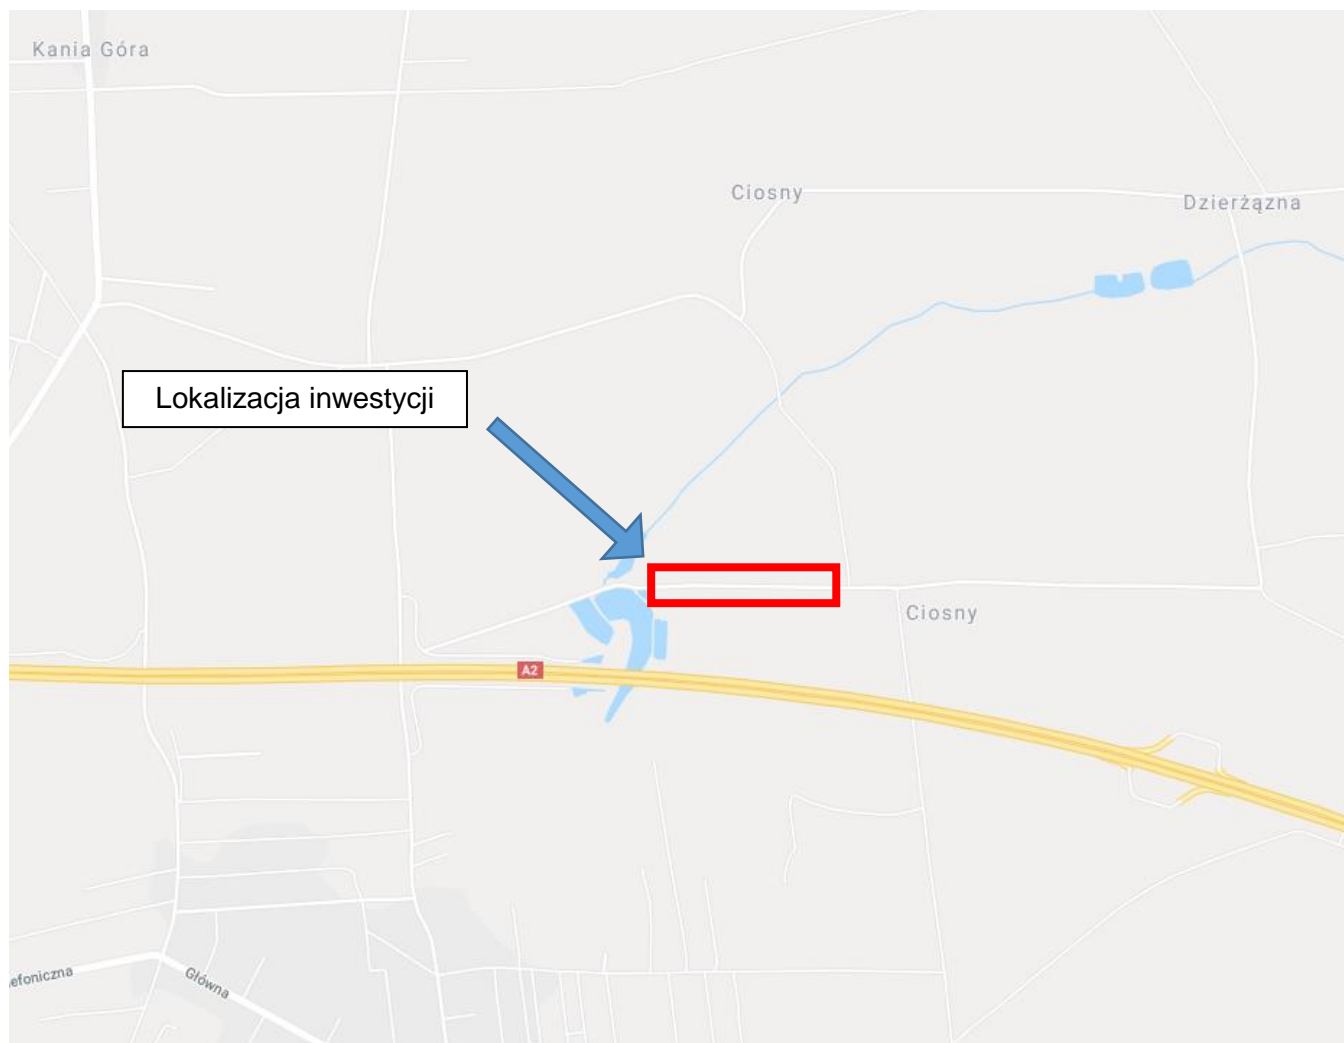 Kania Góra
Ciosny
Dzierżązna
Lokalizacja inwestycji
Ciosny
A2
efoniczna
Główna